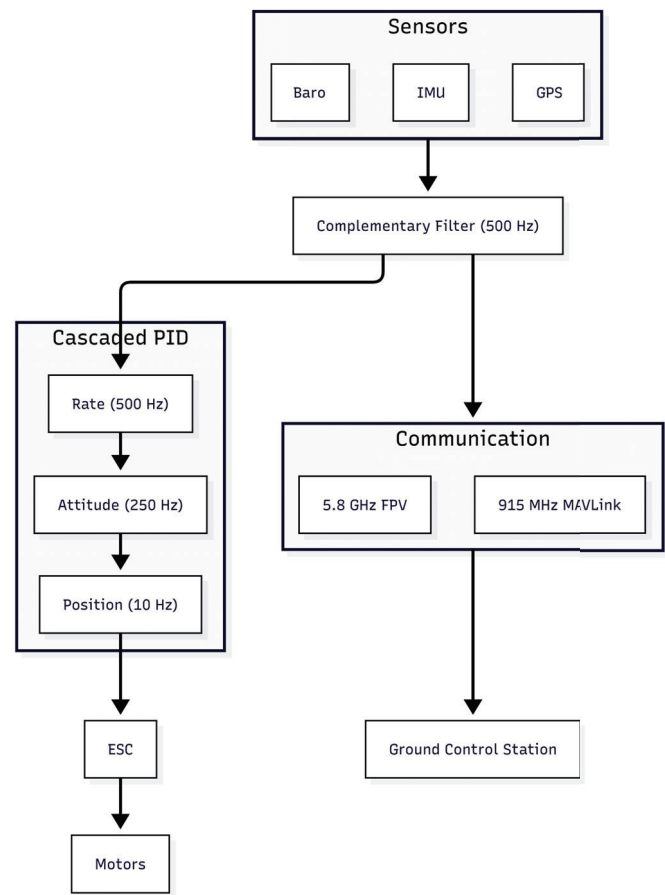 Sensors
Baro
IMU
GPS
Complementary Filter (500 Hz)
Cascaded PID
Rate (500 Hz)
Attitude (250 Hz)
Position (10 Hz)
Communication
5.8 GHz FPV
915 MHz MAVLink
ESC
Ground Control Station
Motors